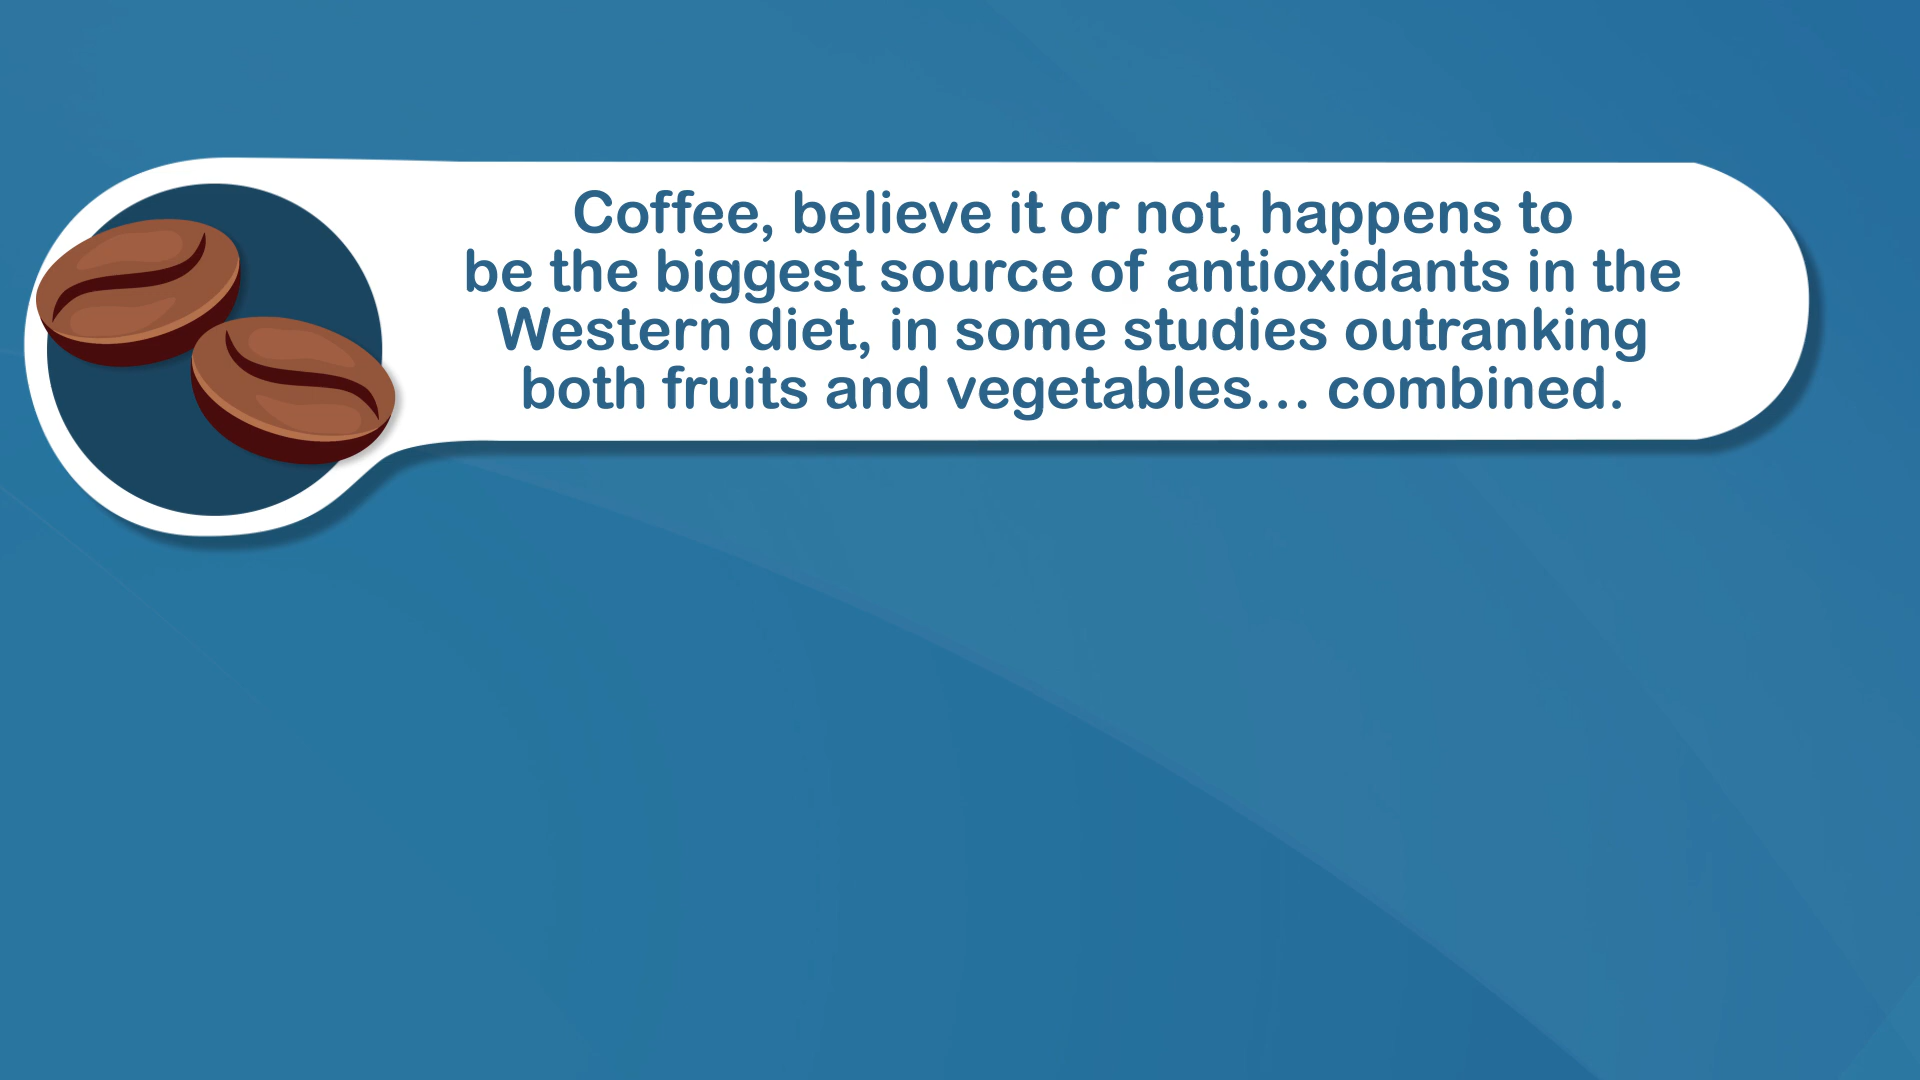 Coffee, believe it or not, happens to
be the biggest source of antioxidants in the
Western diet, in some studies outranking
both fruits and vegetables... combined.